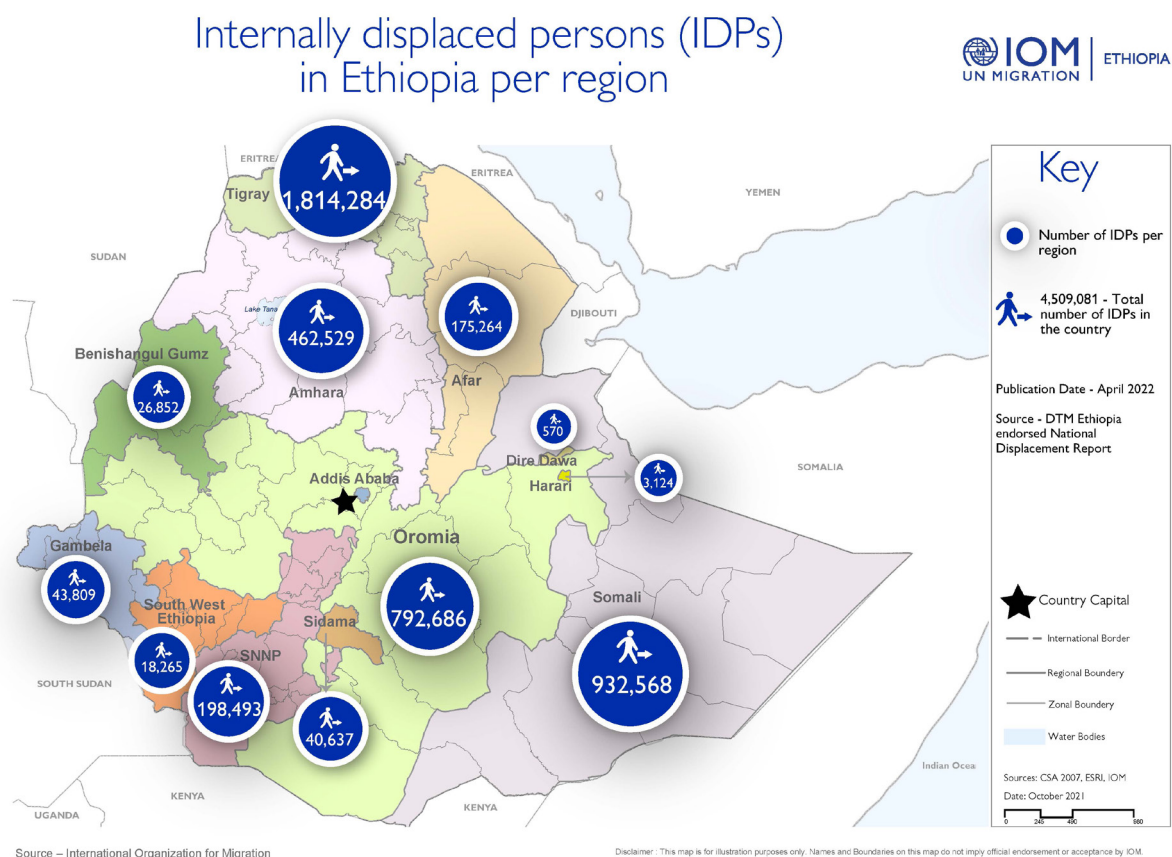 Internally displaced persons (IDPs)
in Ethiopia per region
IOM
UN MIGRATION
ETHIOPIA
ERITREA
Tigray
1,814,284
ERITREA
YEMEN
SUDAN
Lake Tana
462,529
175,264
DJIBOUTI
Benishangul Gumz
26,852
Amhara
Afar
570
Dire Dawa
Harari
3,124
SOMALIA
Addis Ababa
Oromia
Gambela
43,809
South West
Ethiopia
Sidama
792,686
Somali
18,265
SNNP
932,568
SOUTH SUDAN
198,493
40,637
Indian Ocea
KENYA
KENYA
UGANDA
Key
Number of IDPs per
region
4,509,081 - Total
number of IDPs in
the country
Publication Date - April 2022
Source - DTM Ethiopia
endorsed National
Displacement Report
Country Capital
International Border
Regional Boundary
Zonal Boundary
Water Bodies
Sources: CSA 2007, ESRI, IOM
Date: October 2021
0 245 490 980
Source – International Organization for Migration
Disclaimer : This map is for illustration purposes only. Names and Boundaries on this map do not imply official endorsement or acceptance by IOM.